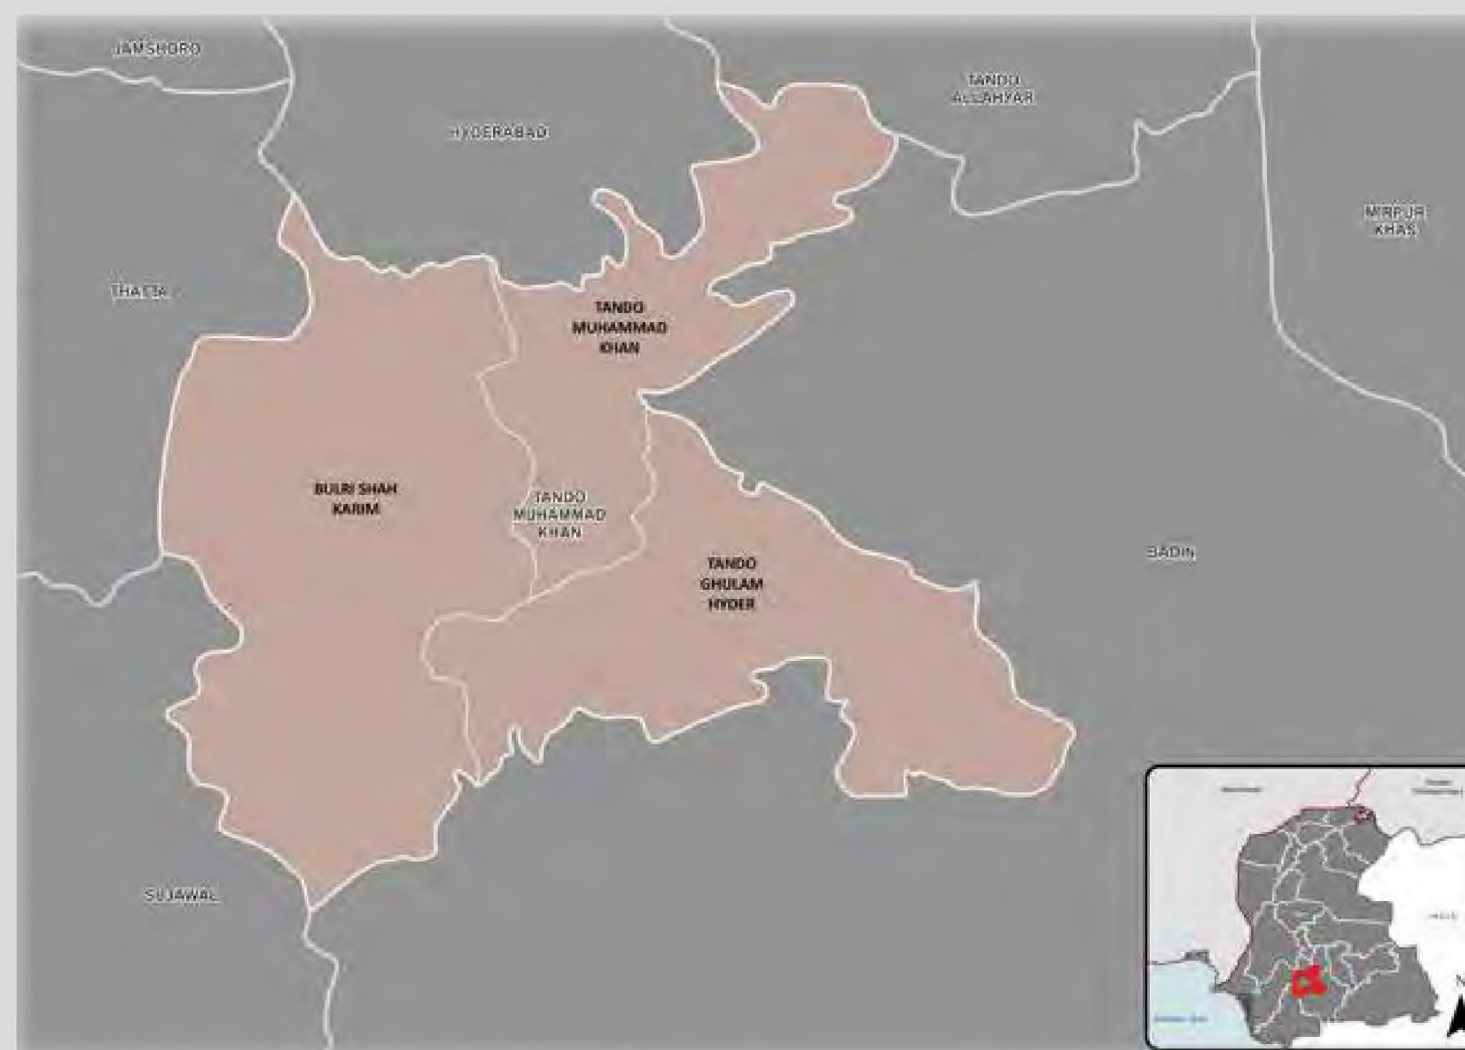 JAMSHORO
TANDO
ALLAHYAR
HYDERABAD
MIRPUR
KHAS
THATTA
TANDO
MUHAMMAD
KHAN
BULRI SHAH
KARIM
TANDO
MUHAMMAD
KHAN
BADIN
TANDO
GHULAM
HYDER
SUJAWAL
N